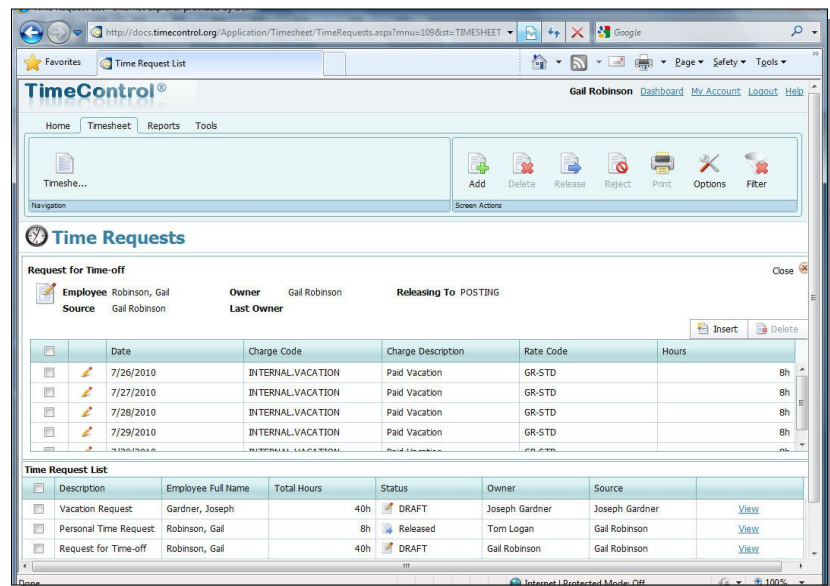 http://docs.timecontrol.org/Application/Timesheet/TimeRequests.aspx?mnu=109&st=TIMESHEET
Google
Favorites Time Request List Page Safety Tools
TimeControl®
Gail Robinson Dashboard My Account Logout Help
Home Timesheet Reports Tools
Timeshe... Add Delete Release Reject Print Options Filter
Navigation Screen Actions
Time Requests
Request for Time-off Close
Employee Robinson, Gail Owner Gail Robinson Releasing To POSTING
Source Gail Robinson Last Owner
Insert Delete
Date Charge Code Charge Description Rate Code Hours
7/26/2010 INTERNAL.VACATION Paid Vacation GR-STD 8h
7/27/2010 INTERNAL.VACATION Paid Vacation GR-STD 8h
7/28/2010 INTERNAL.VACATION Paid Vacation GR-STD 8h
7/29/2010 INTERNAL.VACATION Paid Vacation GR-STD 8h
Time Request List
Description Employee Full Name Total Hours Status Owner Source
Vacation Request Gardner, Joseph 40h DRAFT Joseph Gardner Joseph Gardner View
Personal Time Request Robinson, Gail 8h Released Tom Logan Gail Robinson View
Request for Time-off Robinson, Gail 40h DRAFT Gail Robinson Gail Robinson View
Done Internet | Protected Mode: Off 100%